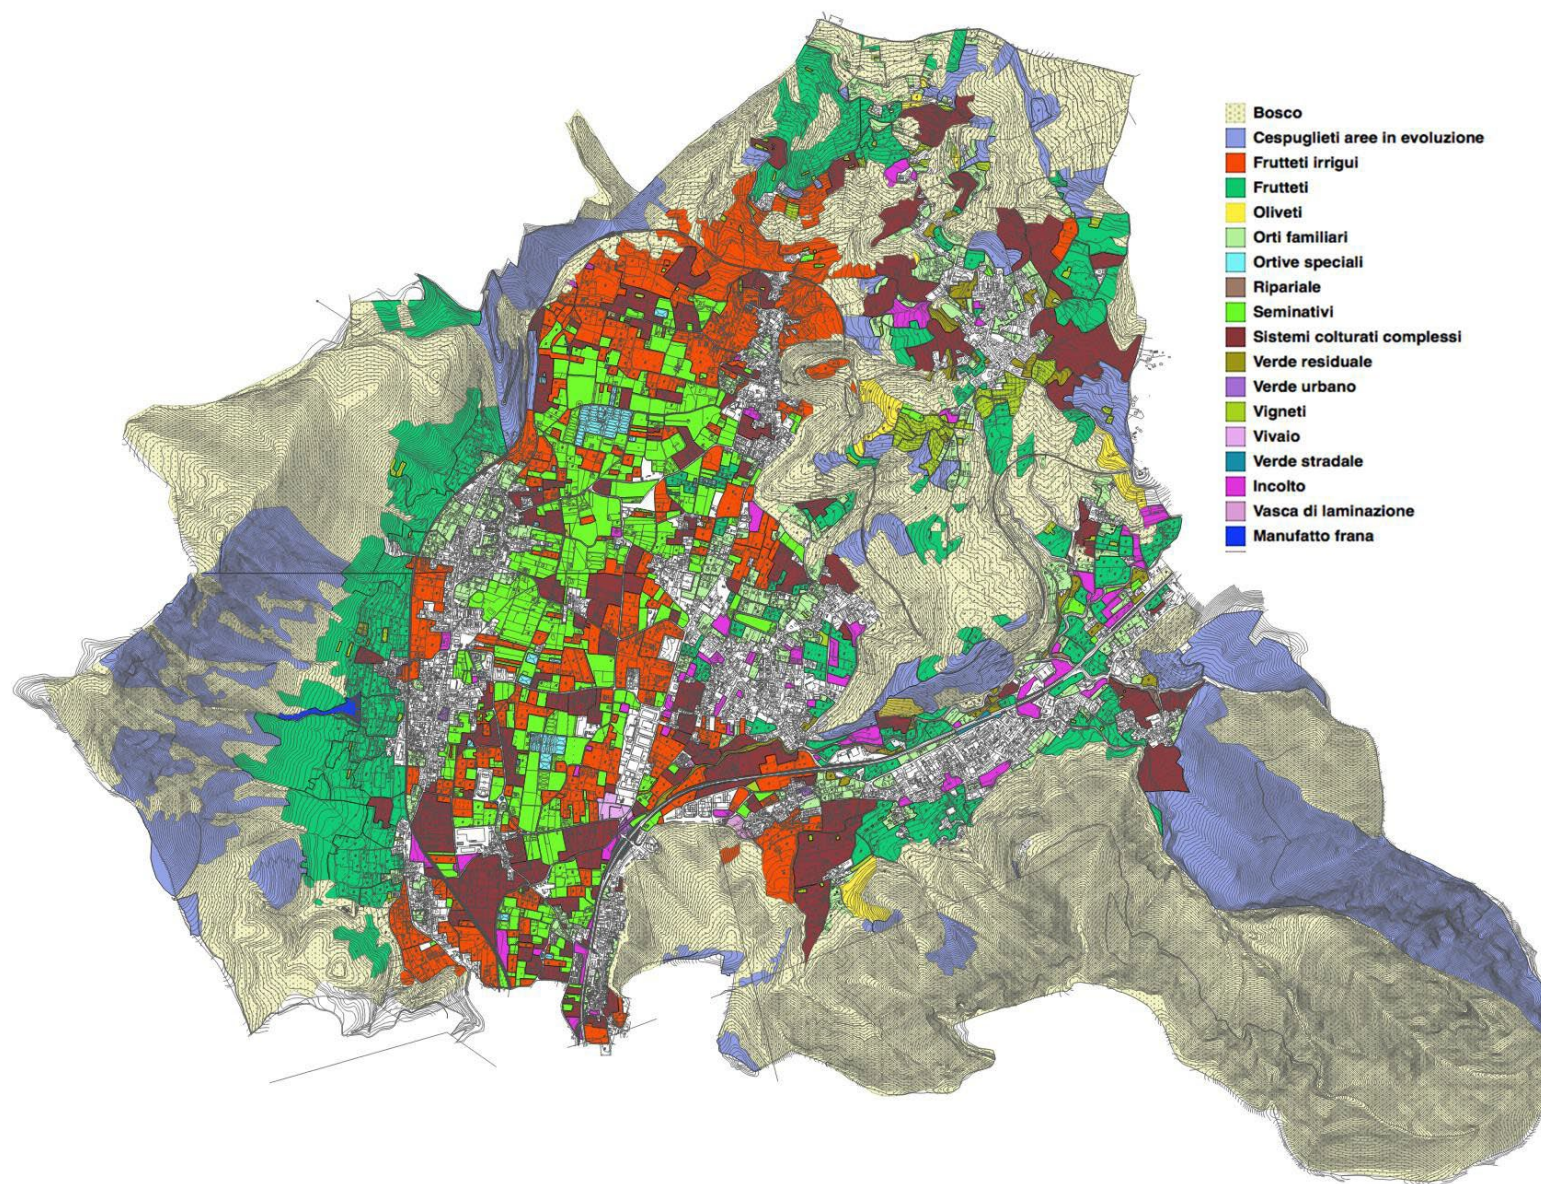 Bosco
Cespuglieti aree in evoluzione
Frutteti irrigui
Frutteti
Oliveti
Orti familiari
Ortive speciali
Ripariale
Seminativi
Sistemi colturati complessi
Verde residuale
Verde urbano
Vigneti
Vivaio
Verde stradale
Incolto
Vasca di laminazione
Manufatto frana